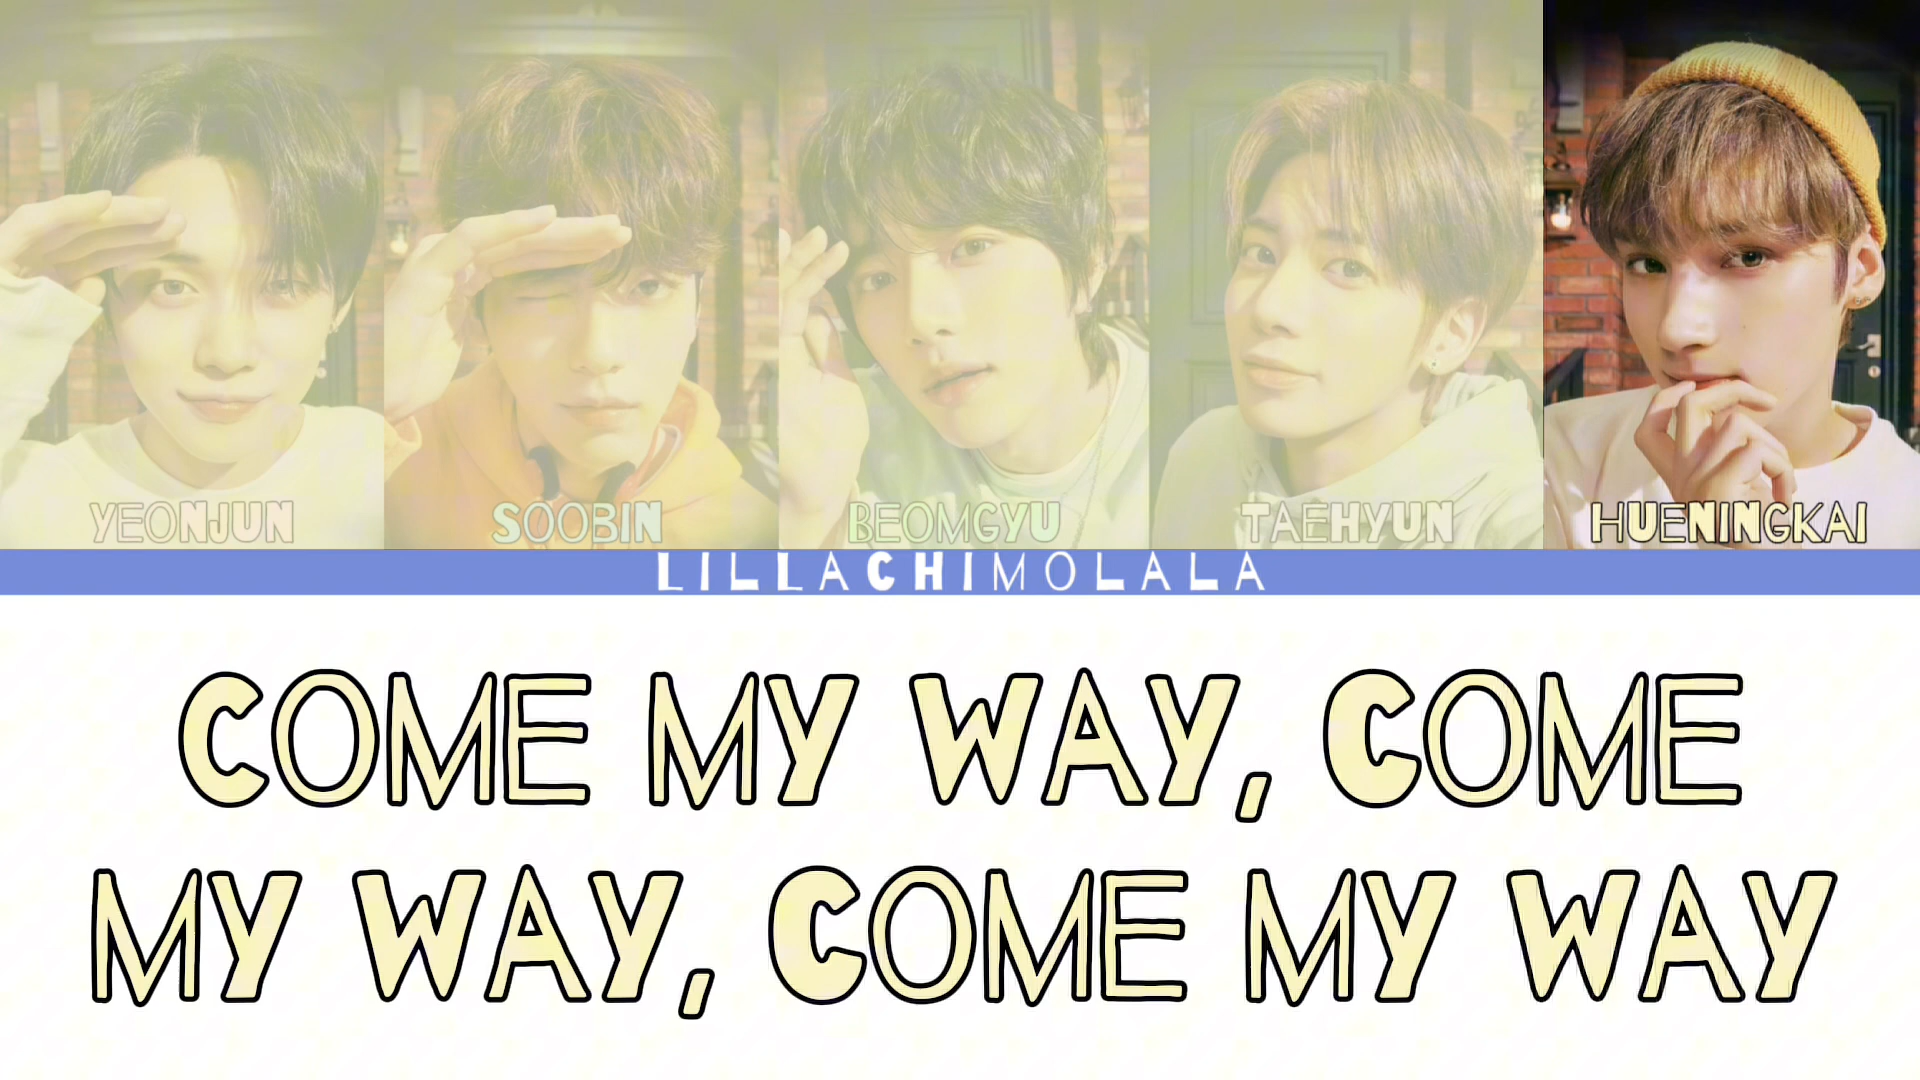 YEONJUN SOOBIN BEOMGYU TAEHYUN HUENINGKAI
LILLACHIMOLALA
COME MY WAY, COME
MY WAY, COME MY WAY